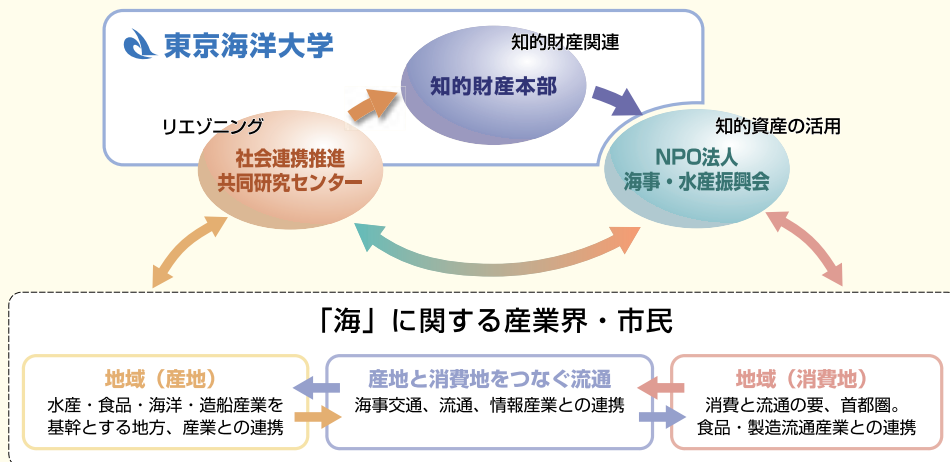 東京海洋大学
知的財産関連
知的財産本部
リエゾニング
社会連携推進
共同研究センター
知的資産の活用
NPO法人
海事・水産振興会
「海」に関する産業界・市民
地域（産地）
水産・食品・海洋・造船産業を
基幹とする地方、産業との連携
産地と消費地をつなぐ流通
海事交通、流通、情報産業との連携
地域（消費地）
消費と流通の要、首都圏。
食品・製造流通産業との連携